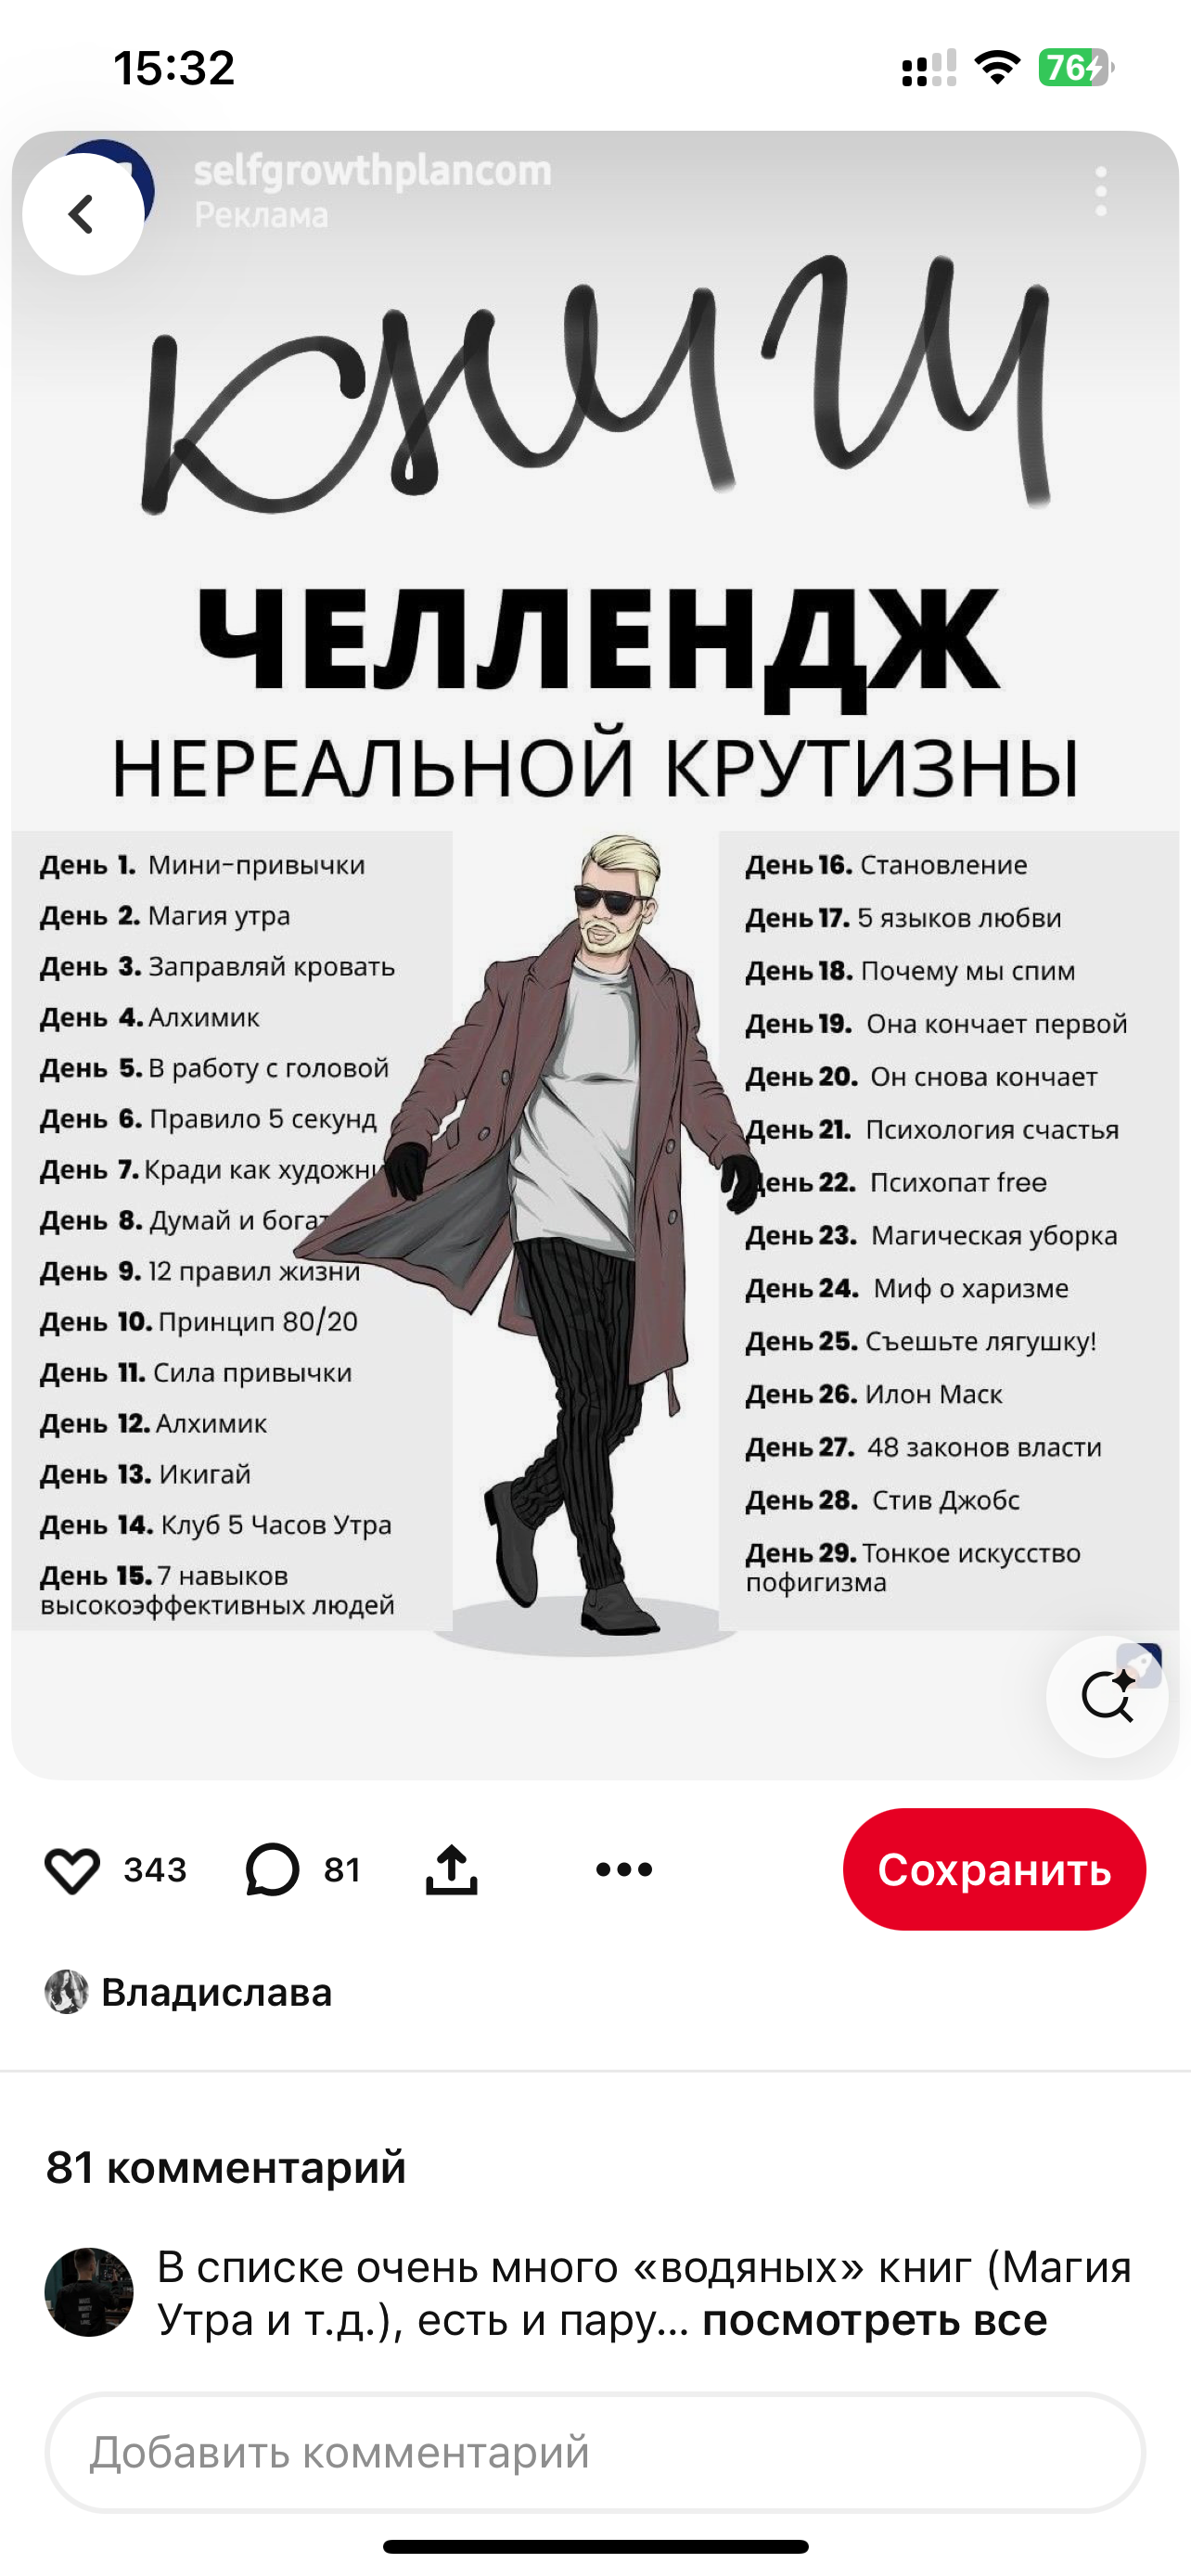 15:32
76
selfgrowthplancom
Реклама
книги
ЧЕЛЛЕНДЖ
НЕРЕАЛЬНОЙ КРУТИЗНЫ
День 1. Мини-привычки
День 2. Магия утра
День 3. Заправляй кровать
День 4. Алхимик
День 5. В работу с головой
День 6. Правило 5 секунд
День 7. Кради как
День 8. Думай и
День 9. 12 правил жизни
День 10. Принцип 80/20
День 11. Сила привычки
День 12. Алхимик
День 13. Икигай
День 14. Клуб 5 Часов Утра
День 15. 7 навыков
высокоэффективных людей
День 16. Становление
День 17. 5 языков любви
День 18. Почему мы спим
День 19. Она кончает первой
День 20. Он снова кончает
День 21. Психология счастья
День 22. Психопат free
День 23. Магическая уборка
День 24. Миф о харизме
День 25. Съешьте лягушку!
День 26. Илон Маск
День 27. 48 законов власти
День 28. Стив Джобс
День 29. Тонкое искусство
пофигизма
343
81
Сохранить
Владислава
81 комментарий
В списке очень много «водяных» книг (Магия
Утра и т.д.), есть и пару... посмотреть все
Добавить комментарий